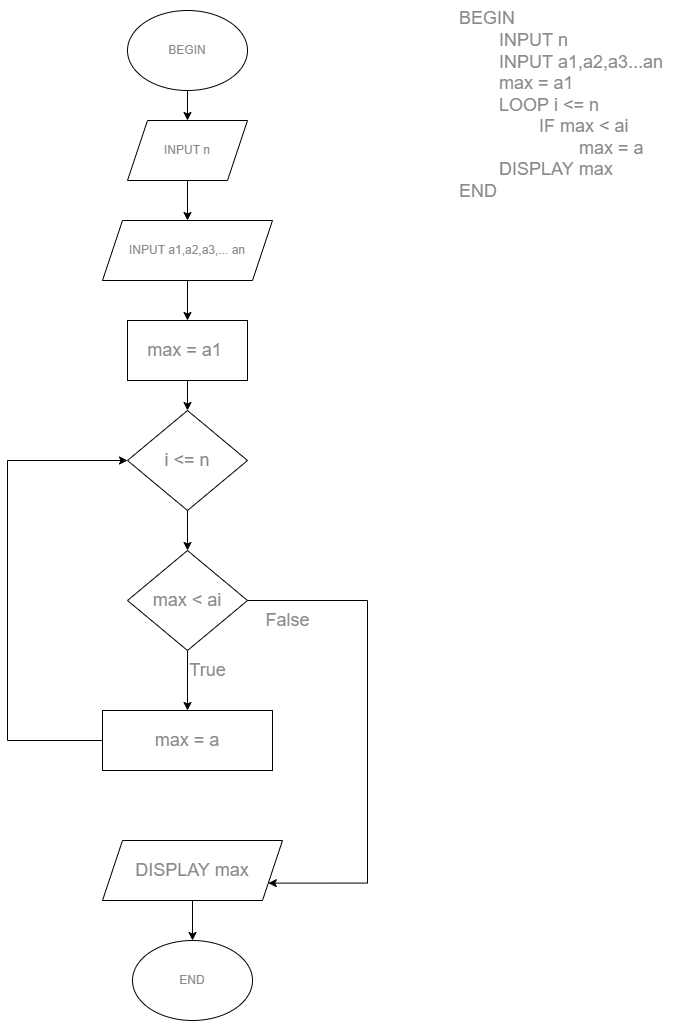 BEGIN
INPUT n
INPUT a1,a2,a3,... an
max = a1
i <= n
max < ai
False
True
max = a
DISPLAY max
END
BEGIN
INPUT n
INPUT a1,a2,a3...an
max = a1
LOOP i <= n
IF max < ai
max = a
DISPLAY max
END